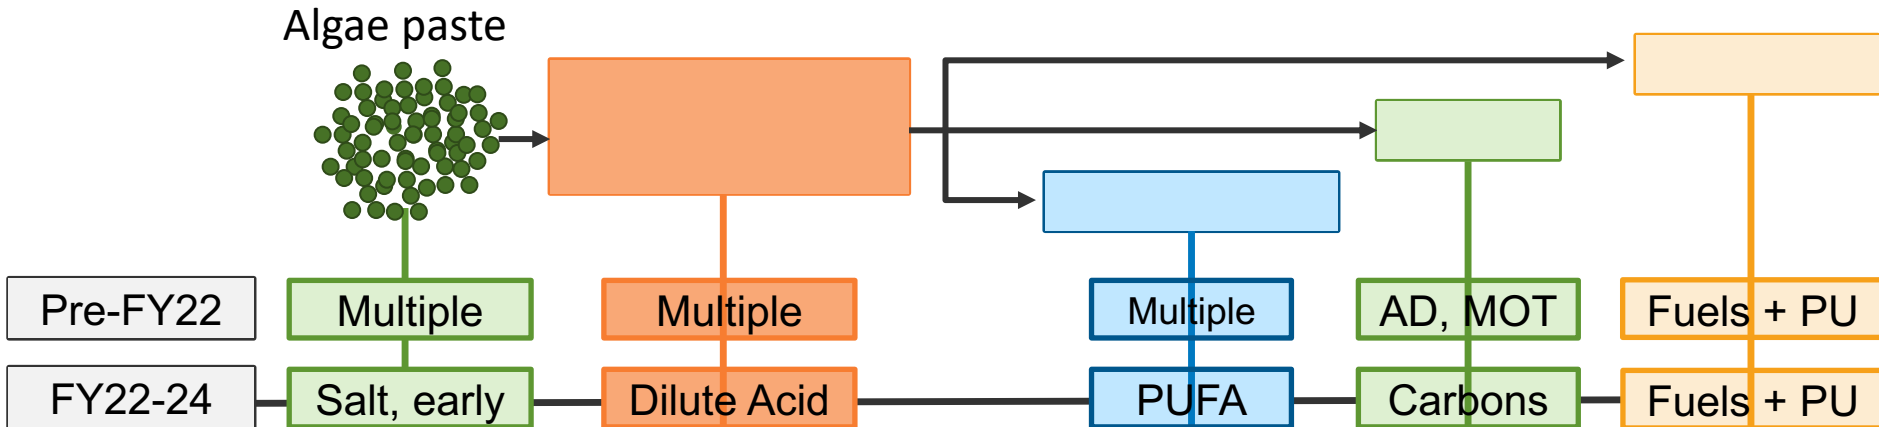 Algae paste
Pre-FY22
Multiple
Multiple
Multiple
AD, MOT
Fuels + PU
FY22-24
Salt, early
Dilute Acid
PUFA
Carbons
Fuels + PU